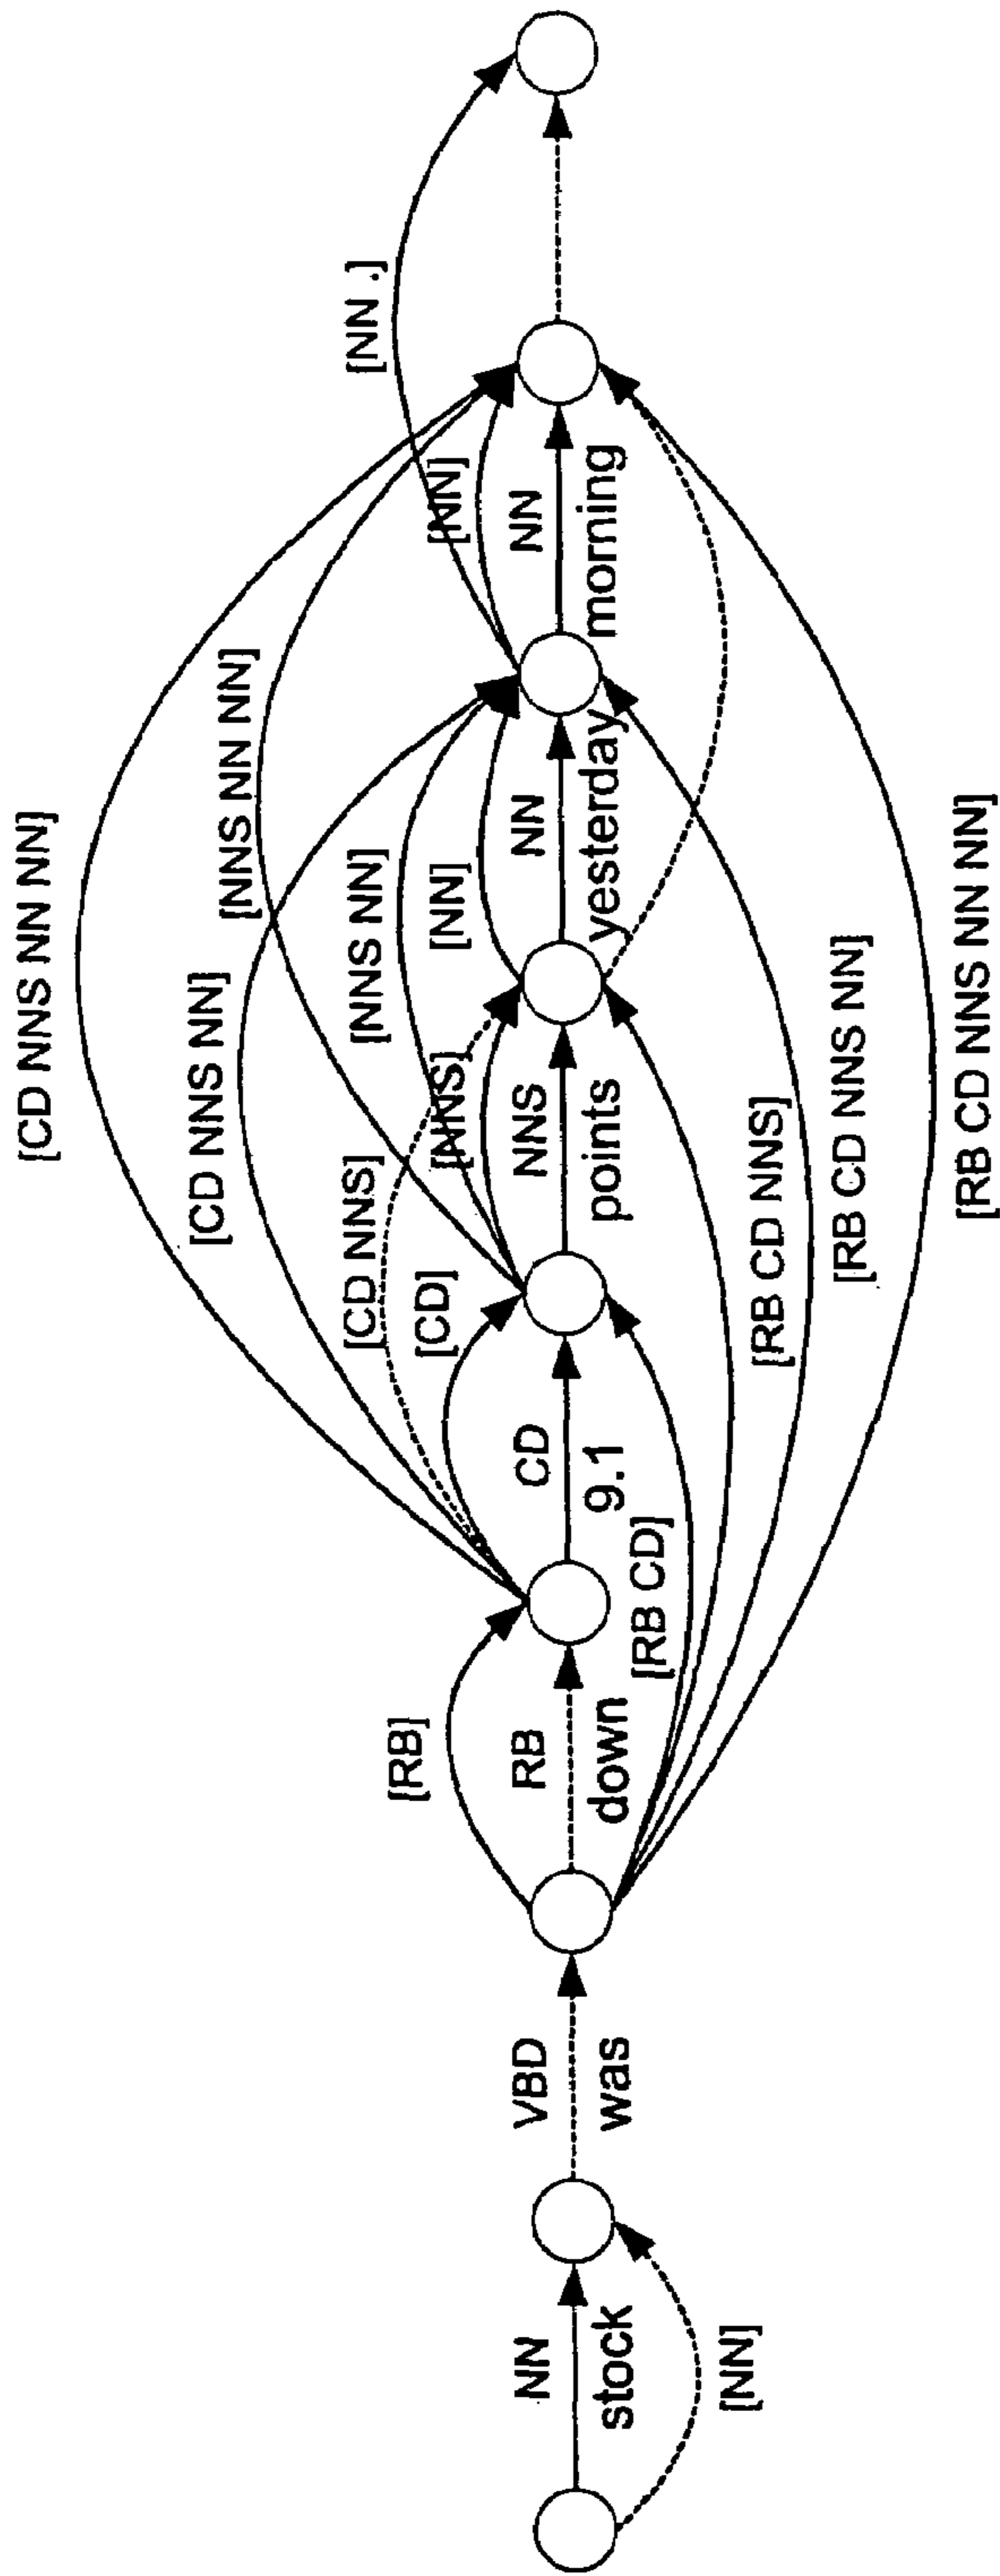 [CD NNS NN NN]
[NNS NN NN]
[CD NNS NN]
[NN .]
[NNS NN]
[CD NNS]
[RB]
[CD]
[NNS]
[NN]
[NN]
NN
VBD
RB
CD
NNS
NN
NN
stock
was
down
9.1
points
yesterday
morning
[NN]
[RB CD]
[RB CD NNS]
[RB CD NNS NN]
[RB CD NNS NN NN]